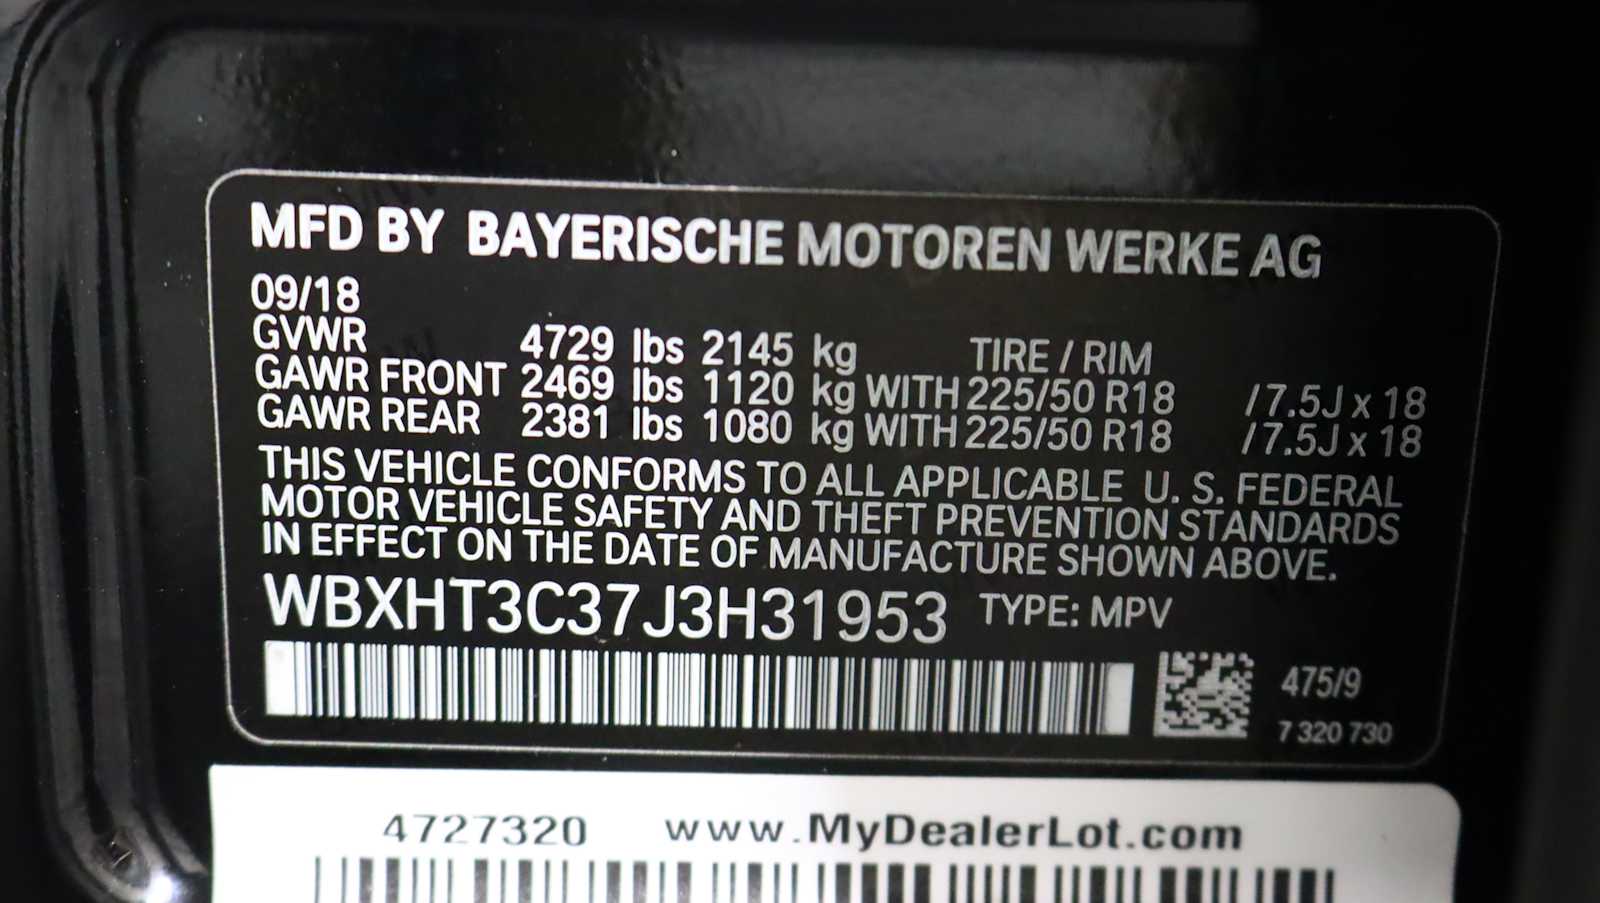 MFD BY BAYERISCHE MOTOREN WERKE AG
09/18
GVWR 4729 lbs 2145 kg TIRE / RIM
GAWR FRONT 2469 lbs 1120 kg WITH 225/50 R18 / 7.5J x 18
GAWR REAR 2381 lbs 1080 kg WITH 225/50 R18 / 7.5J x 18
THIS VEHICLE CONFORMS TO ALL APPLICABLE U. S. FEDERAL
MOTOR VEHICLE SAFETY AND THEFT PREVENTION STANDARDS
IN EFFECT ON THE DATE OF MANUFACTURE SHOWN ABOVE.
WBXHT3C37J3H31953 TYPE: MPV
475/9
7 320 730
4727320 www.MyDealerLot.com